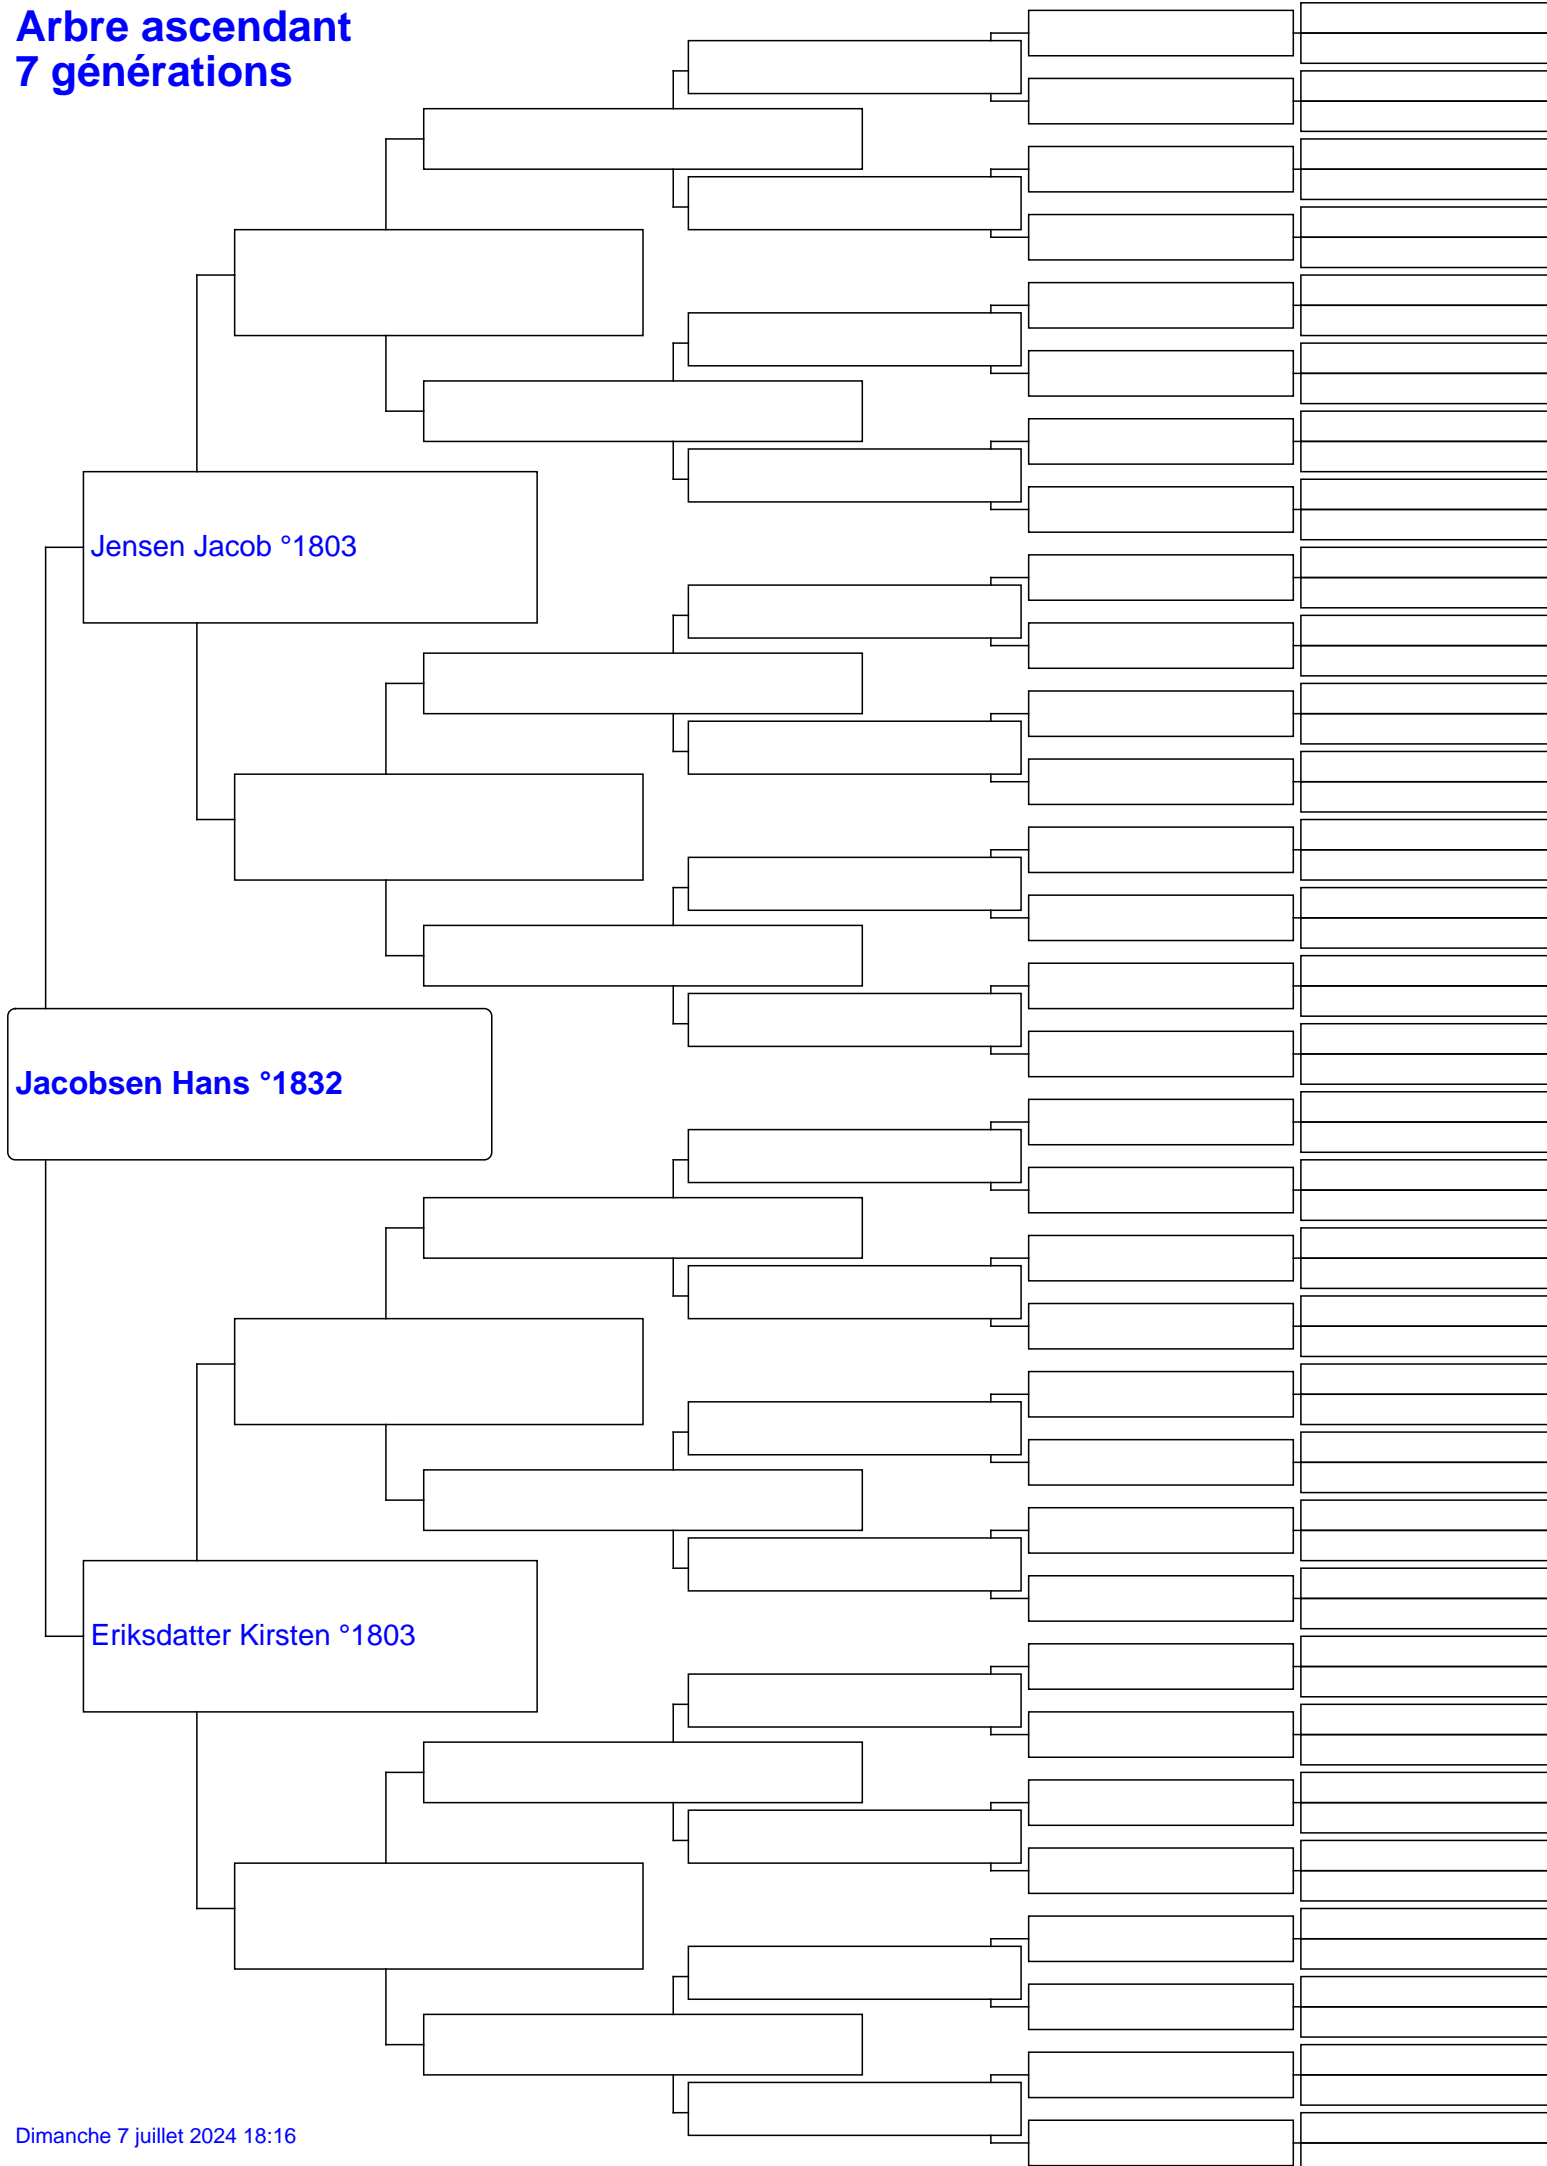 Arbre ascendant
7 générations
Jensen Jacob °1803
Jacobsen Hans °1832
Eriksdatter Kirsten °1803
Dimanche 7 juillet 2024 18:16